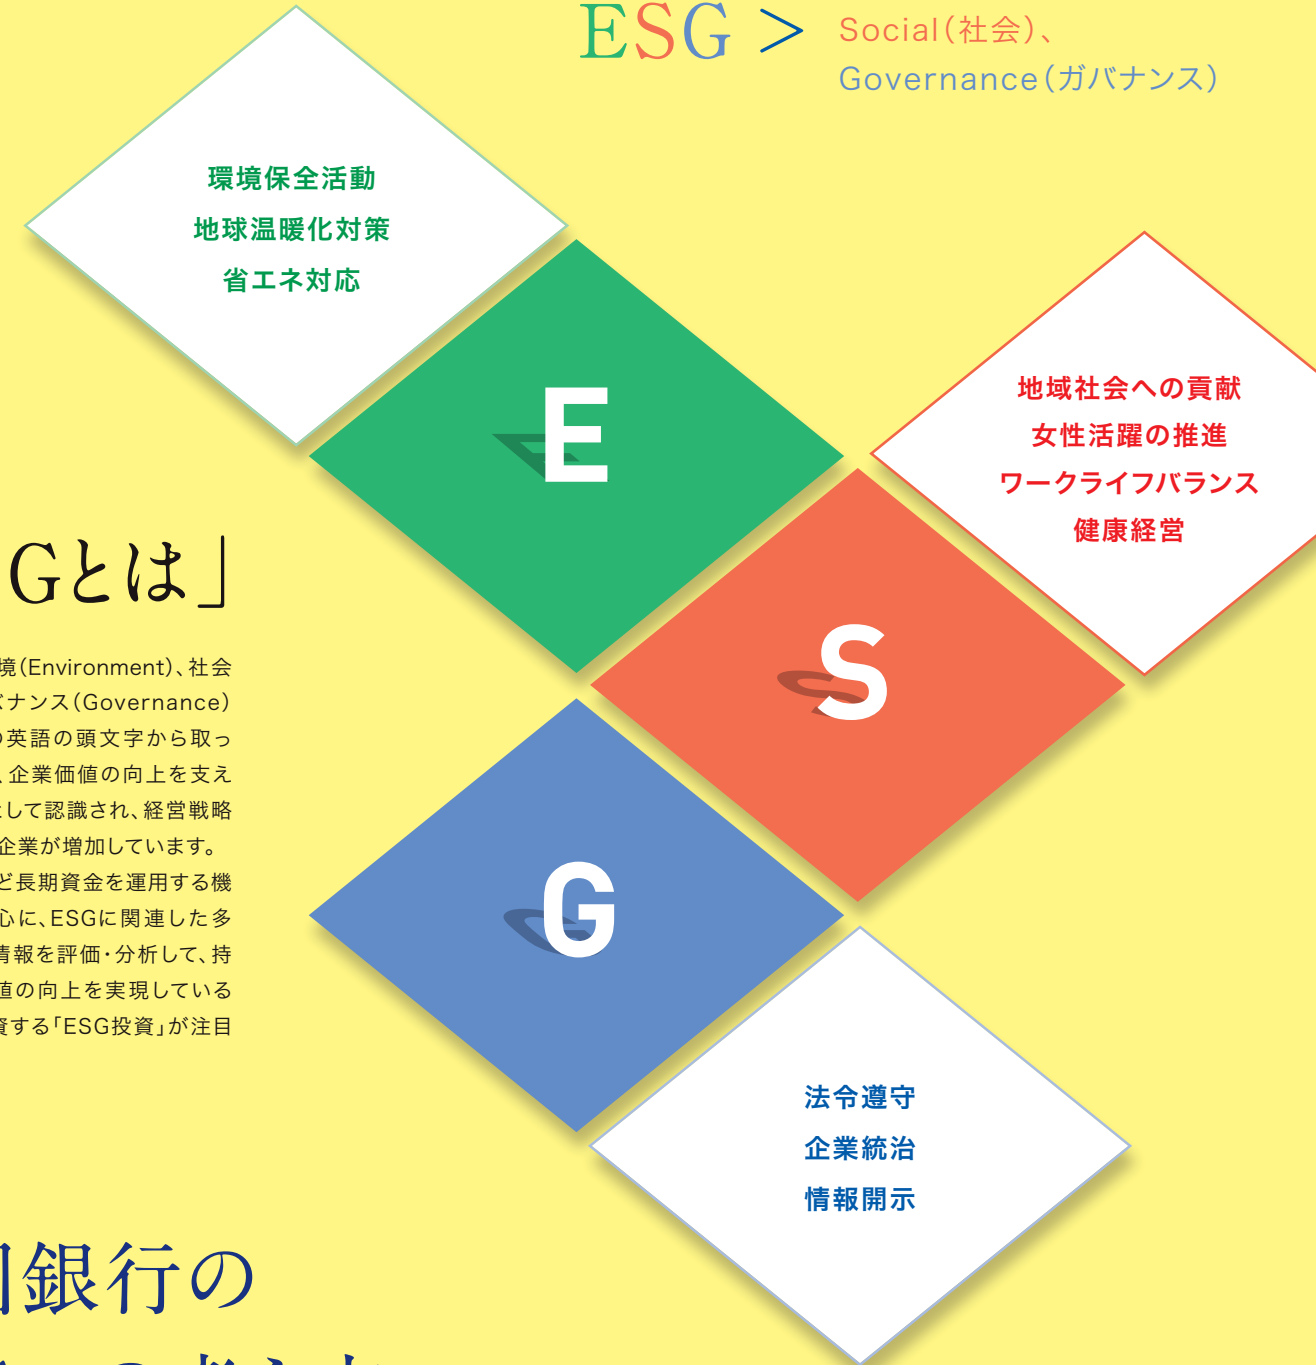 ESG > Social(社会)、
Governance(ガバナンス)
環境保全活動
地球温暖化対策
省エネ対応
E
地域社会への貢献
女性活躍の推進
ワークライフバランス
健康経営
S
Gとは」
境(Environment)、社会
バナンス(Governance)
の英語の頭文字から取っ
、企業価値の向上を支え
として認識され、経営戦略
企業が増加しています。
ど長期資金を運用する機
心に、ESGに関連した多
情報を評価・分析して、持
値の向上を実現している
資する「ESG投資」が注目
G
法令遵守
企業統治
情報開示
銀行の